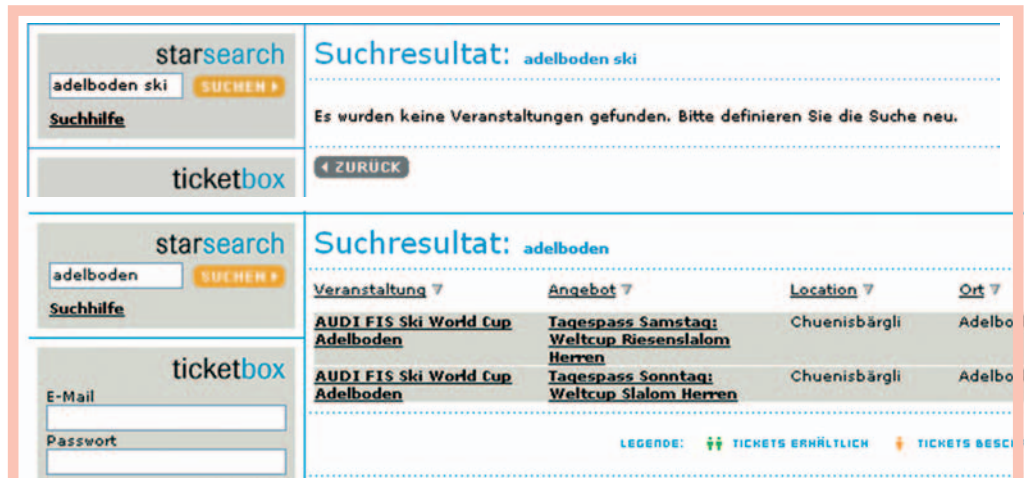 starsearch
adelboden ski SUCHEN
Suchhilfe
ticketbox
Suchresultat: adelboden ski
Es wurden keine Veranstaltungen gefunden. Bitte definieren Sie die Suche neu.
ZURÜCK
starsearch
adelboden SUCHEN
Suchhilfe
ticketbox
E-Mail
Passwort
Suchresultat: adelboden
Veranstaltung Angebot Location Ort
AUDI FIS Ski World Cup Tagespass Samstag: Chuenisbärgli
Adelboden Weltcup Riesenslalom
Herren
AUDI FIS Ski World Cup Tagespass Sonntag: Chuenisbärgli
Adelboden Weltcup Slalom Herren
LEGENDE: TICKETS ERHÄLTLICH TICKETS